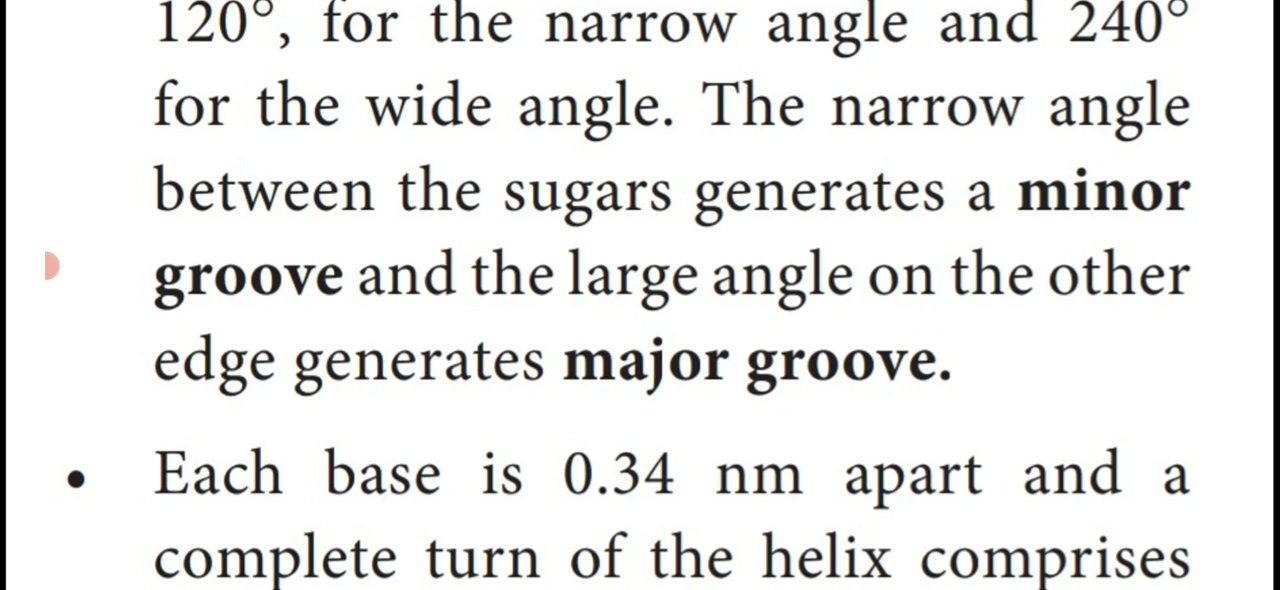 120°, for the narrow angle and 240°
for the wide angle. The narrow angle
between the sugars generates a minor
groove and the large angle on the other
edge generates major groove.
• Each base is 0.34 nm apart and a
complete turn of the helix comprises